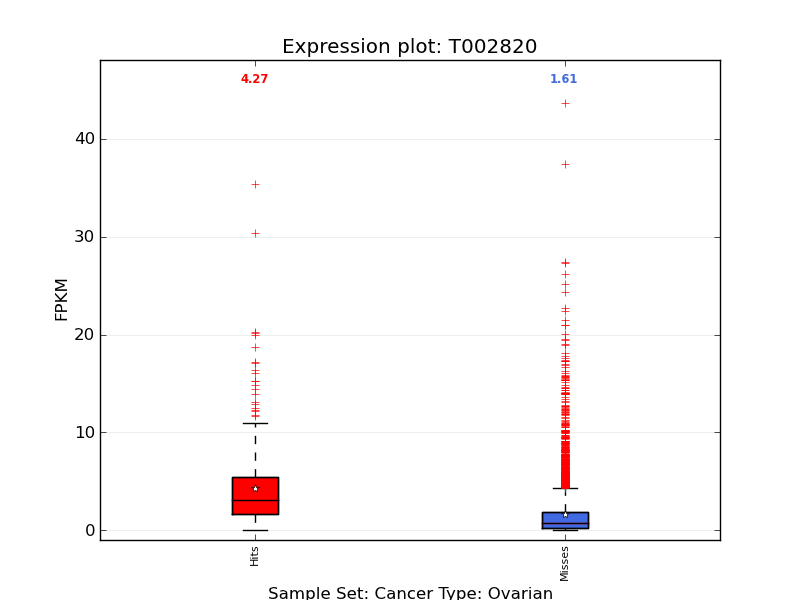 Expression plot: T002820
4.27 1.61
40
30
20
10
0
FPKM
Hits
Misses
Sample Set: Cancer Type: Ovarian